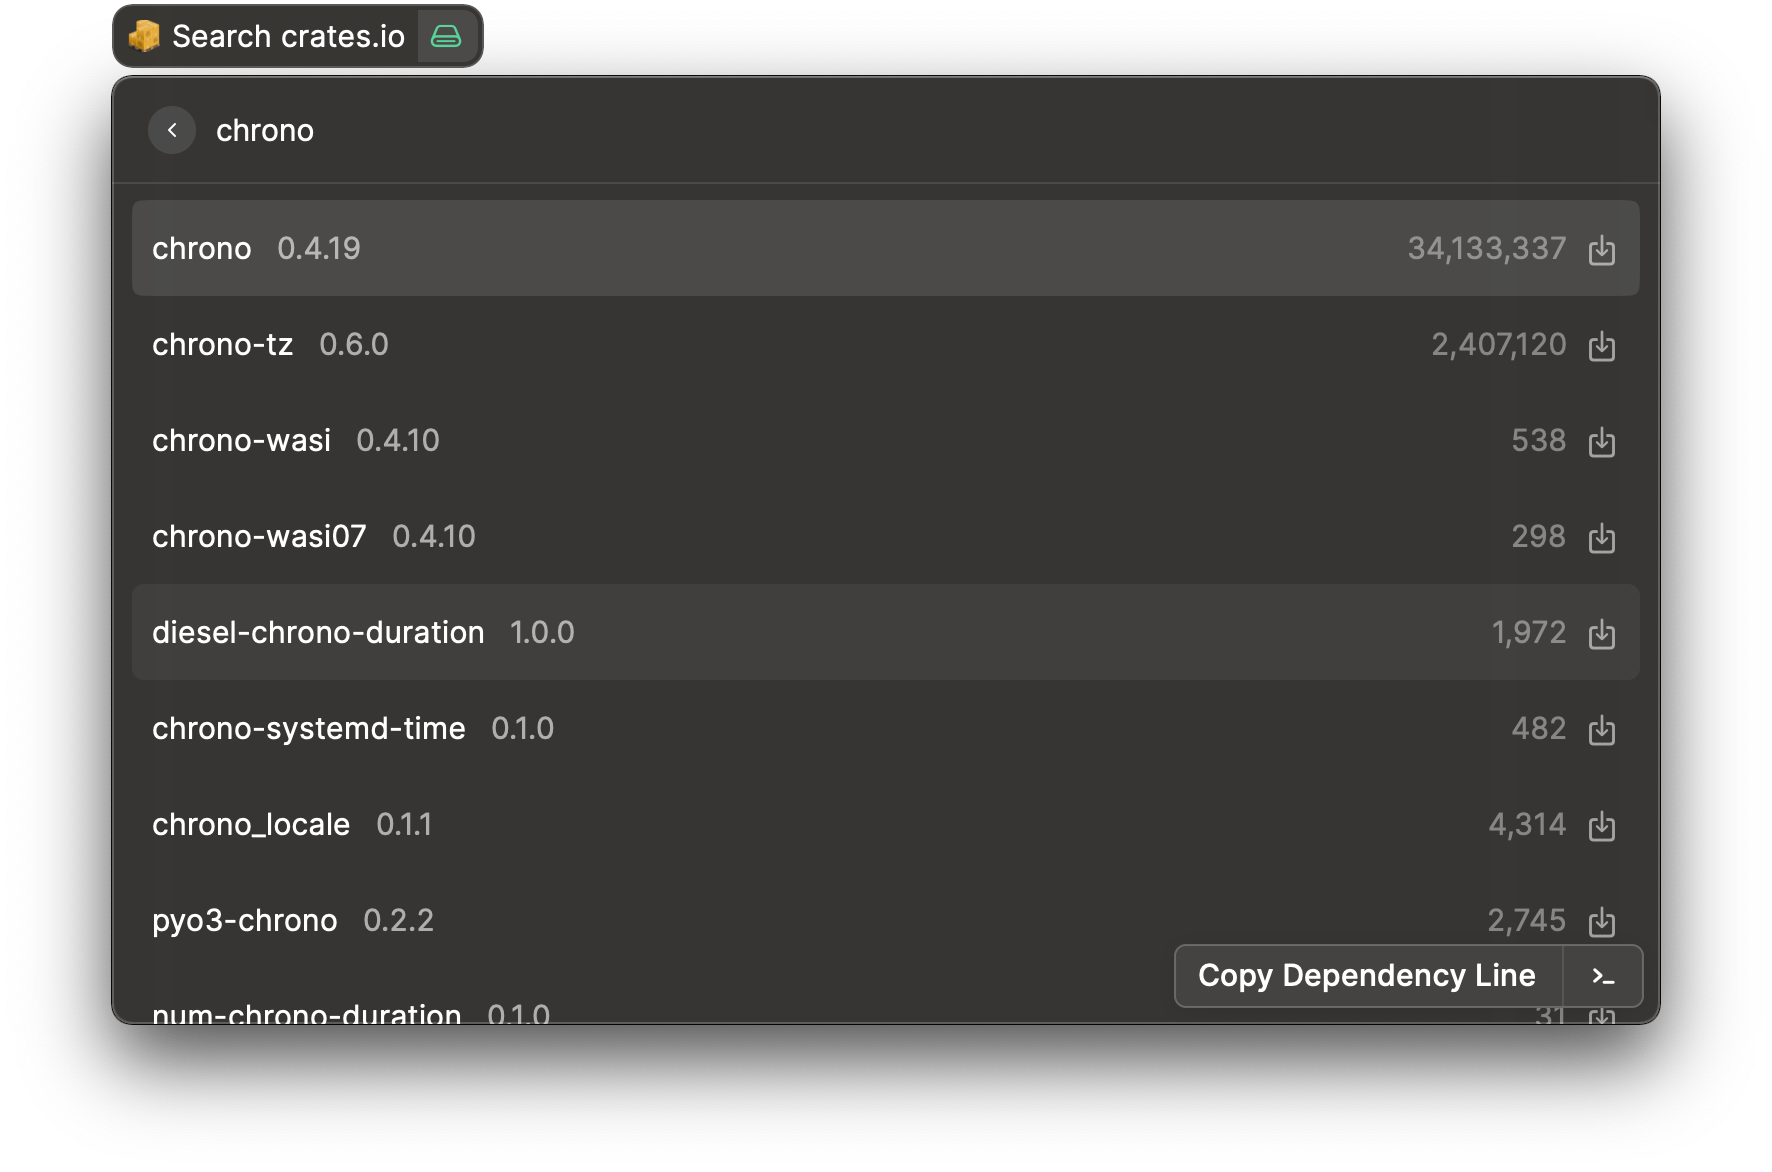 Search crates.io
chrono
chrono 0.4.19 34,133,337
chrono-tz 0.6.0 2,407,120
chrono-wasi 0.4.10 538
chrono-wasi07 0.4.10 298
diesel-chrono-duration 1.0.0 1,972
chrono-systemd-time 0.1.0 482
chrono_locale 0.1.1 4,314
pyo3-chrono 0.2.2 2,745
Copy Dependency Line
num-chrono-duration 0.1.0 31